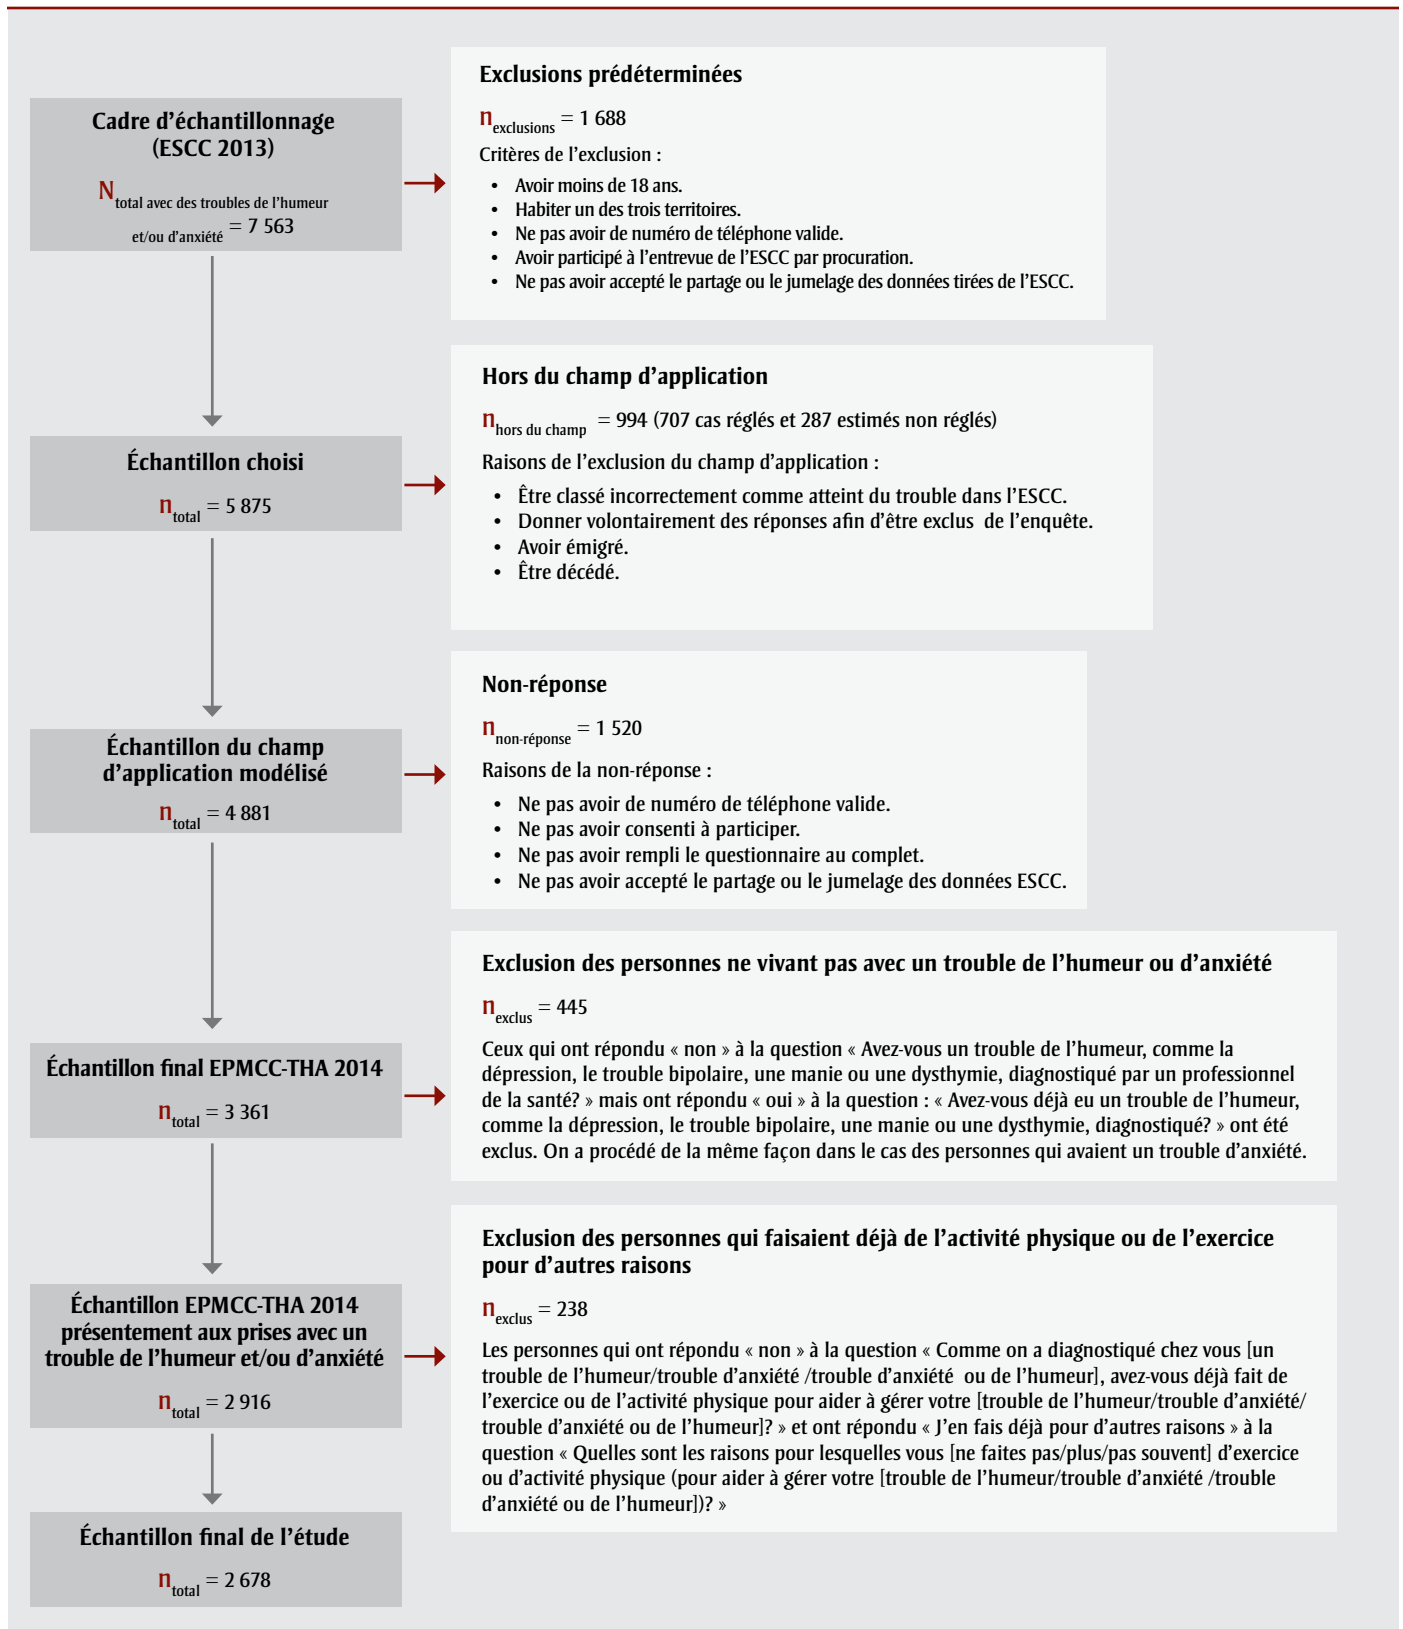 Cadre d'échantillonnage
(ESCC 2013)
N total avec des troubles de l'humeur
et/ou d'anxiété = 7 563
Exclusions prédéterminées
n exclusions = 1 688
Critères de l'exclusion :
• Avoir moins de 18 ans.
• Habiter un des trois territoires.
• Ne pas avoir de numéro de téléphone valide.
• Avoir participé à l'entrevue de l'ESCC par procuration.
• Ne pas avoir accepté le partage ou le jumelage des données tirées de l'ESCC.
Échantillon choisi
n total = 5 875
Hors du champ d'application
n hors du champ = 994 (707 cas réglés et 287 estimés non réglés)
Raisons de l'exclusion du champ d'application :
• Être classé incorrectement comme atteint du trouble dans l'ESCC.
• Donner volontairement des réponses afin d'être exclus de l'enquête.
• Avoir émigré.
• Être décédé.
Échantillon du champ
d'application modélisé
n total = 4 881
Non-réponse
n non-réponse = 1 520
Raisons de la non-réponse :
• Ne pas avoir de numéro de téléphone valide.
• Ne pas avoir consenti à participer.
• Ne pas avoir rempli le questionnaire au complet.
• Ne pas avoir accepté le partage ou le jumelage des données ESCC.
Échantillon final EPMCC-THA 2014
n total = 3 361
Exclusion des personnes ne vivant pas avec un trouble de l'humeur ou d'anxiété
n exclus = 445
Ceux qui ont répondu « non » à la question « Avez-vous un trouble de l'humeur, comme la
dépression, le trouble bipolaire, une manie ou une dysthymie, diagnostiqué par un professionnel
de la santé? » mais ont répondu « oui » à la question : « Avez-vous déjà eu un trouble de l'humeur,
comme la dépression, le trouble bipolaire, une manie ou une dysthymie, diagnostiqué? » ont été
exclus. On a procédé de la même façon dans le cas des personnes qui avaient un trouble d'anxiété.
Échantillon EPMCC-THA 2014
présentement aux prises avec un
trouble de l'humeur et/ou d'anxiété
n total = 2 916
Exclusion des personnes qui faisaient déjà de l'activité physique ou de l'exercice
pour d'autres raisons
n exclus = 238
Les personnes qui ont répondu « non » à la question « Comme on a diagnostiqué chez vous [un
trouble de l'humeur/trouble d'anxiété /trouble d'anxiété ou de l'humeur], avez-vous déjà fait de
l'exercice ou de l'activité physique pour aider à gérer votre [trouble de l'humeur/trouble d'anxiété/
trouble d'anxiété ou de l'humeur]? » et ont répondu « J'en fais déjà pour d'autres raisons » à la
question « Quelles sont les raisons pour lesquelles vous [ne faites pas/plus/pas souvent] d'exercice
ou d'activité physique (pour aider à gérer votre [trouble de l'humeur/trouble d'anxiété /trouble
d'anxiété ou de l'humeur])? »
Échantillon final de l'étude
n total = 2 678